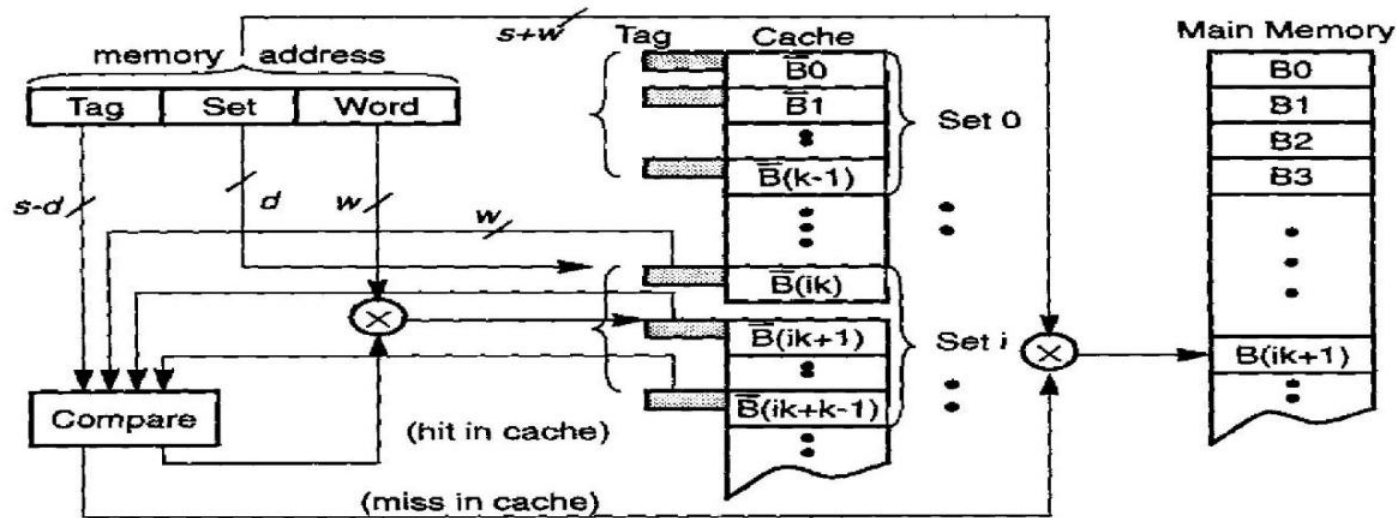 s+w
Tag Cache Main Memory
memory address
B̅0 B0
Tag Set Word B̅1 Set 0 B1
B2
B̅(k-1) B3
s-d d w w
B̅(ik)
B̅(ik+1) Set i B(ik+1)
Compare B̅(ik+k-1)
(hit in cache)
(miss in cache)